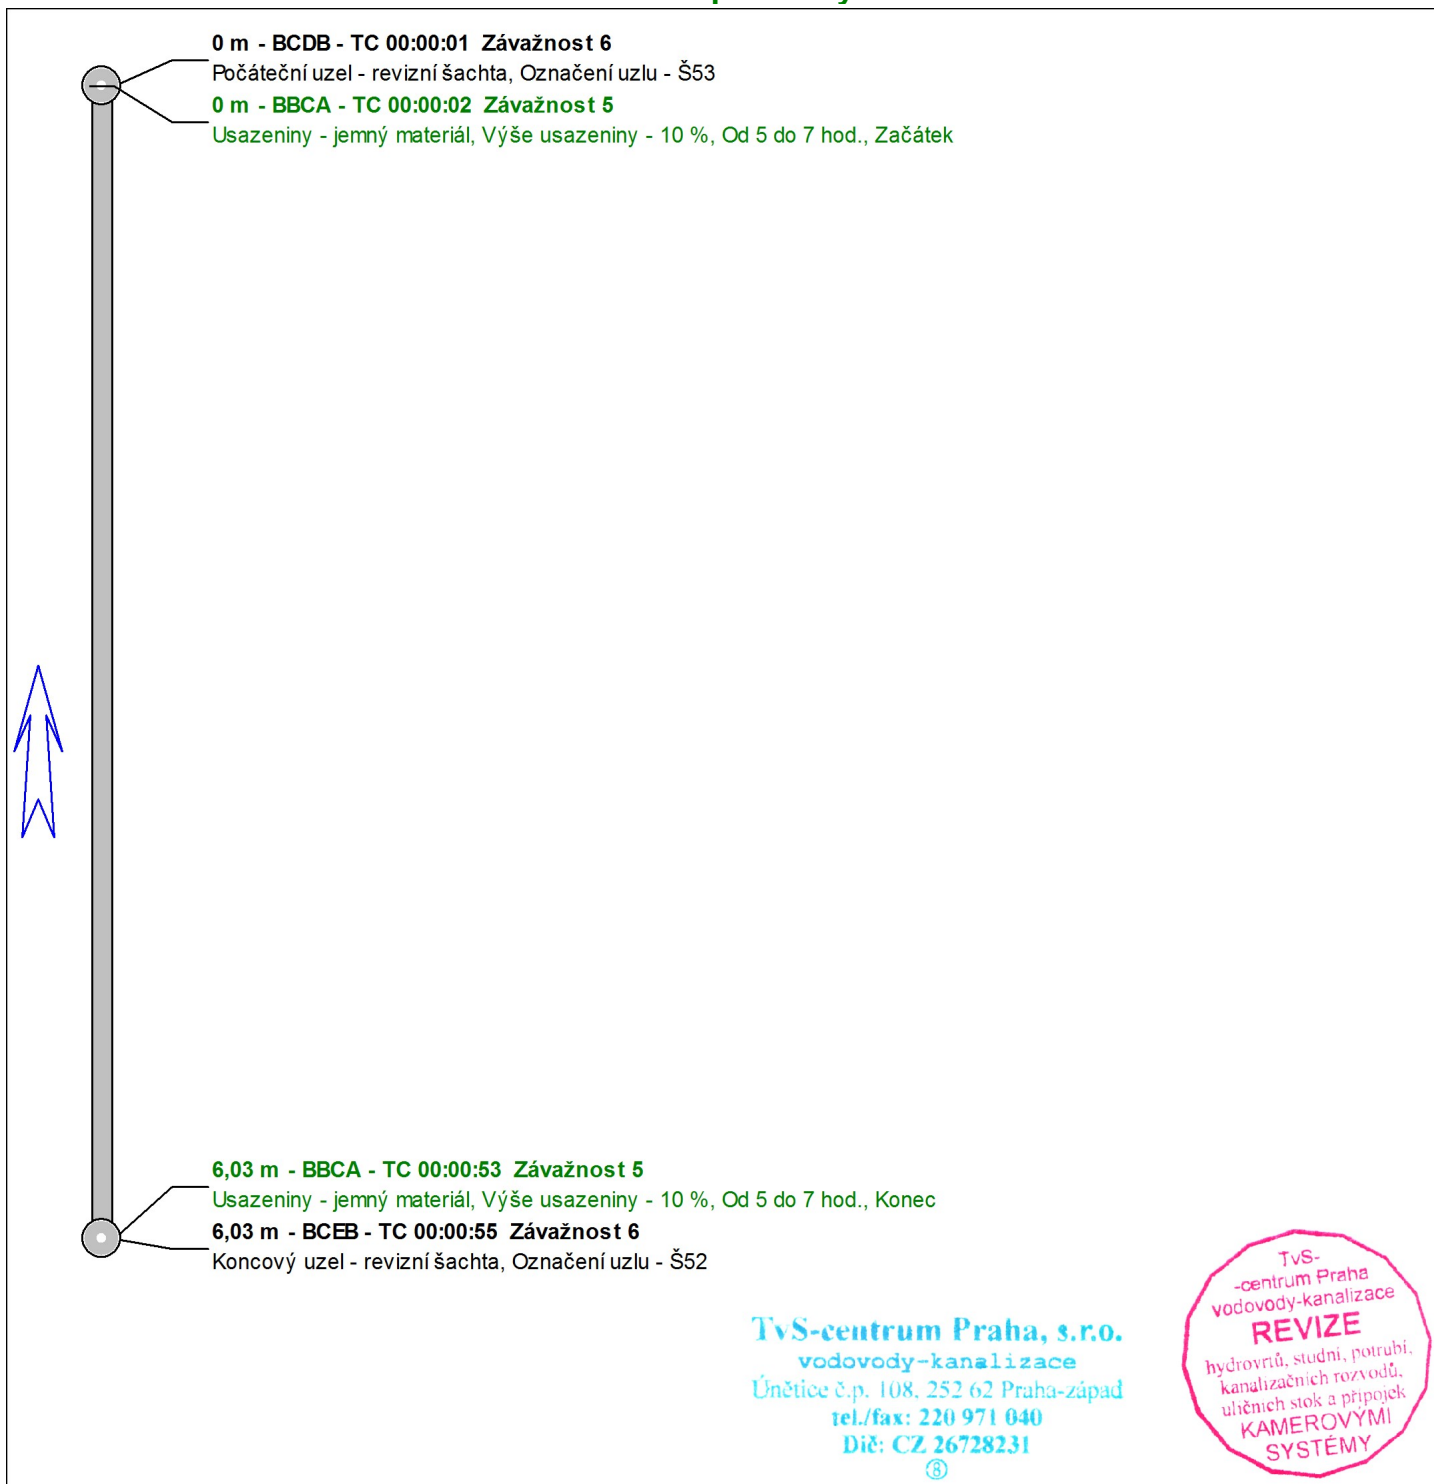 0 m - BCDB - TC 00:00:01 Závažnost 6
Počáteční uzel - revizní šachta, Označení uzlu - Š53
0 m - BBCA - TC 00:00:02 Závažnost 5
Usazeniny - jemný materiál, Výše usazeniny - 10 %, Od 5 do 7 hod., Začátek
6,03 m - BBCA - TC 00:00:53 Závažnost 5
Usazeniny - jemný materiál, Výše usazeniny - 10 %, Od 5 do 7 hod., Konec
6,03 m - BCEB - TC 00:00:55 Závažnost 6
Koncový uzel - revizní šachta, Označení uzlu - Š52
TvS-centrum Praha, s.r.o.
vodovody-kanalizace
Únětice č.p. 108, 252 62 Praha-západ
tel./fax: 220 971 040
Dič: CZ 26728231
⑧
TvS-
-centrum Praha
vodovody-kanalizace
REVIZE
hydrovrtů, studni, potrubí,
kanalizačních rozvodů,
uličních stok a přípojek
KAMEROVÝMI
SYSTÉMY